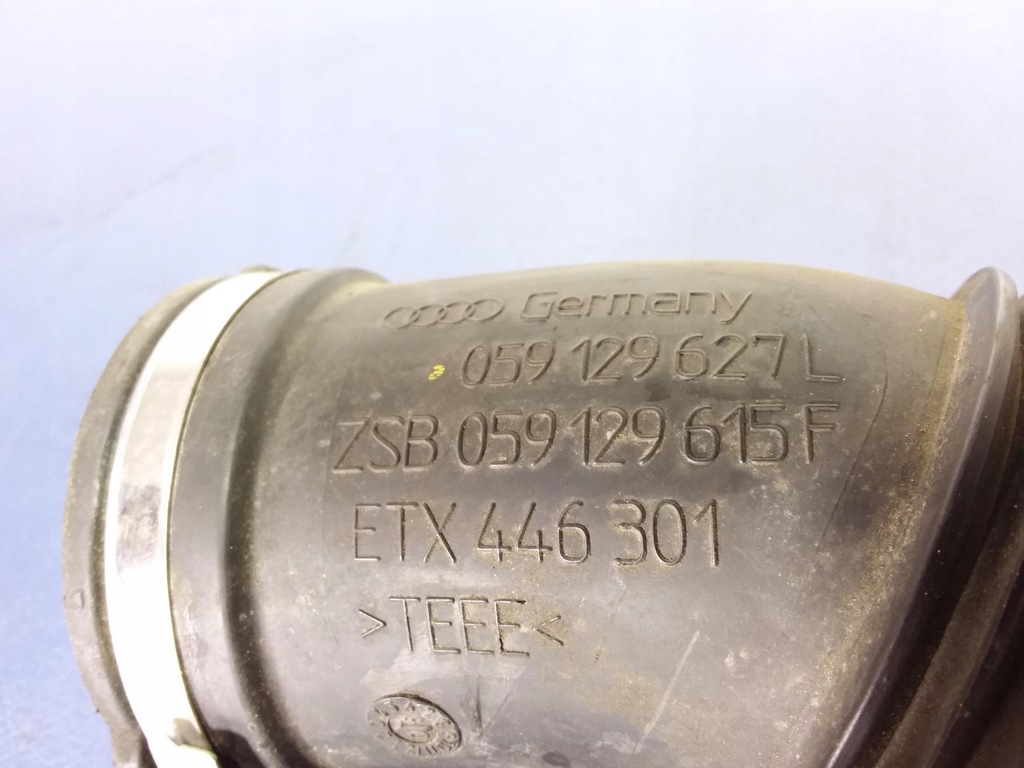 Germany
059 129 627 L
ZSB 059 129 615 F
ETX 446 301
>TEEE<